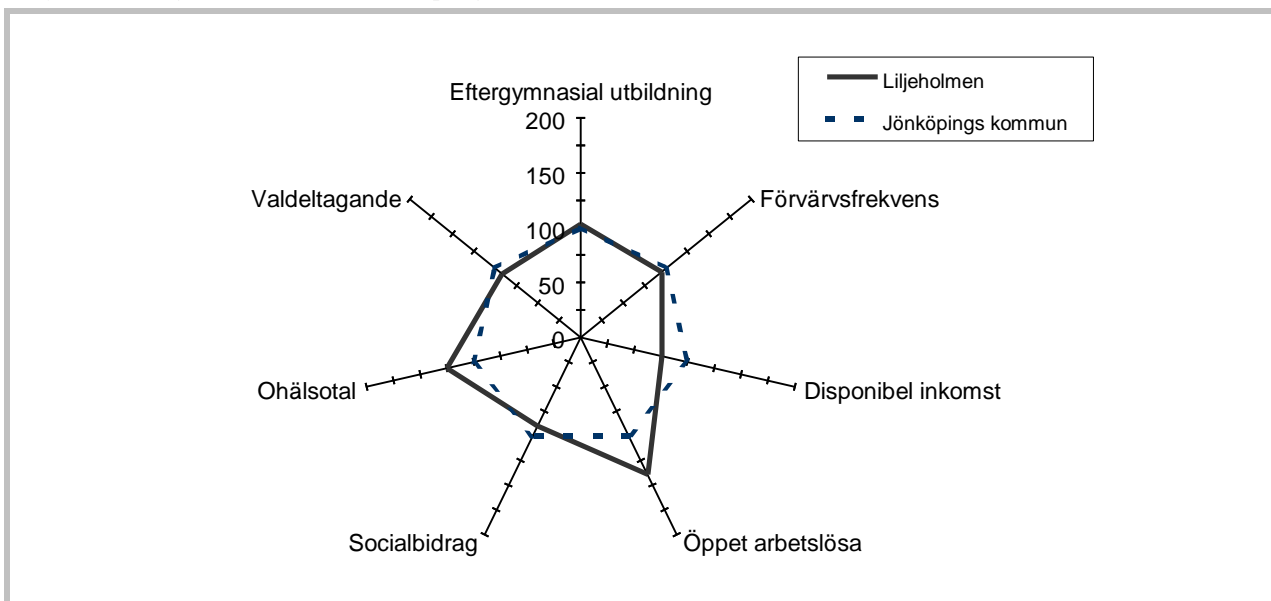 Liljeholmen
Jönköpings kommun
Eftergymnasial utbildning
200
150
100
50
0
Valdeltagande
Förvärvsfrekvens
Ohälsotal
Disponibel inkomst
Socialbidrag
Öppet arbetslösa